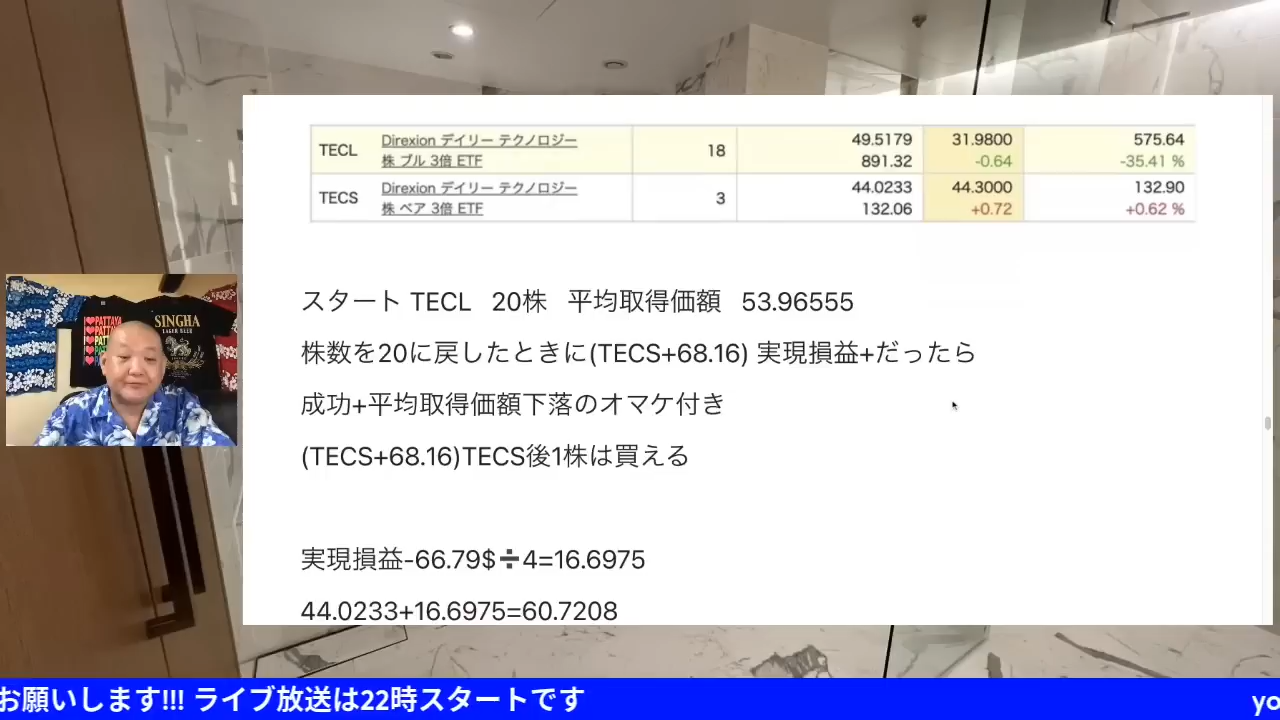 TECL Direxion デイリー テクノロジー 18 49.5179 31.9800 575.64
株 ブル 3倍 ETF 891.32 -0.64 -35.41 %
TECS Direxion デイリー テクノロジー 3 44.0233 44.3000 132.90
株 ベア 3倍 ETF 132.06 +0.72 +0.62 %
スタート TECL 20株 平均取得価額 53.96555
株数を20に戻したときに(TECS+68.16) 実現損益+だったら
成功+平均取得価額下落のオマケ付き
(TECS+68.16)TECS後1株は買える
実現損益-66.79$➗4=16.6975
44.0233+16.6975=60.7208
SINGHA
LAGER BEER
お願いします!!! ライブ放送は22時スタートです
yo